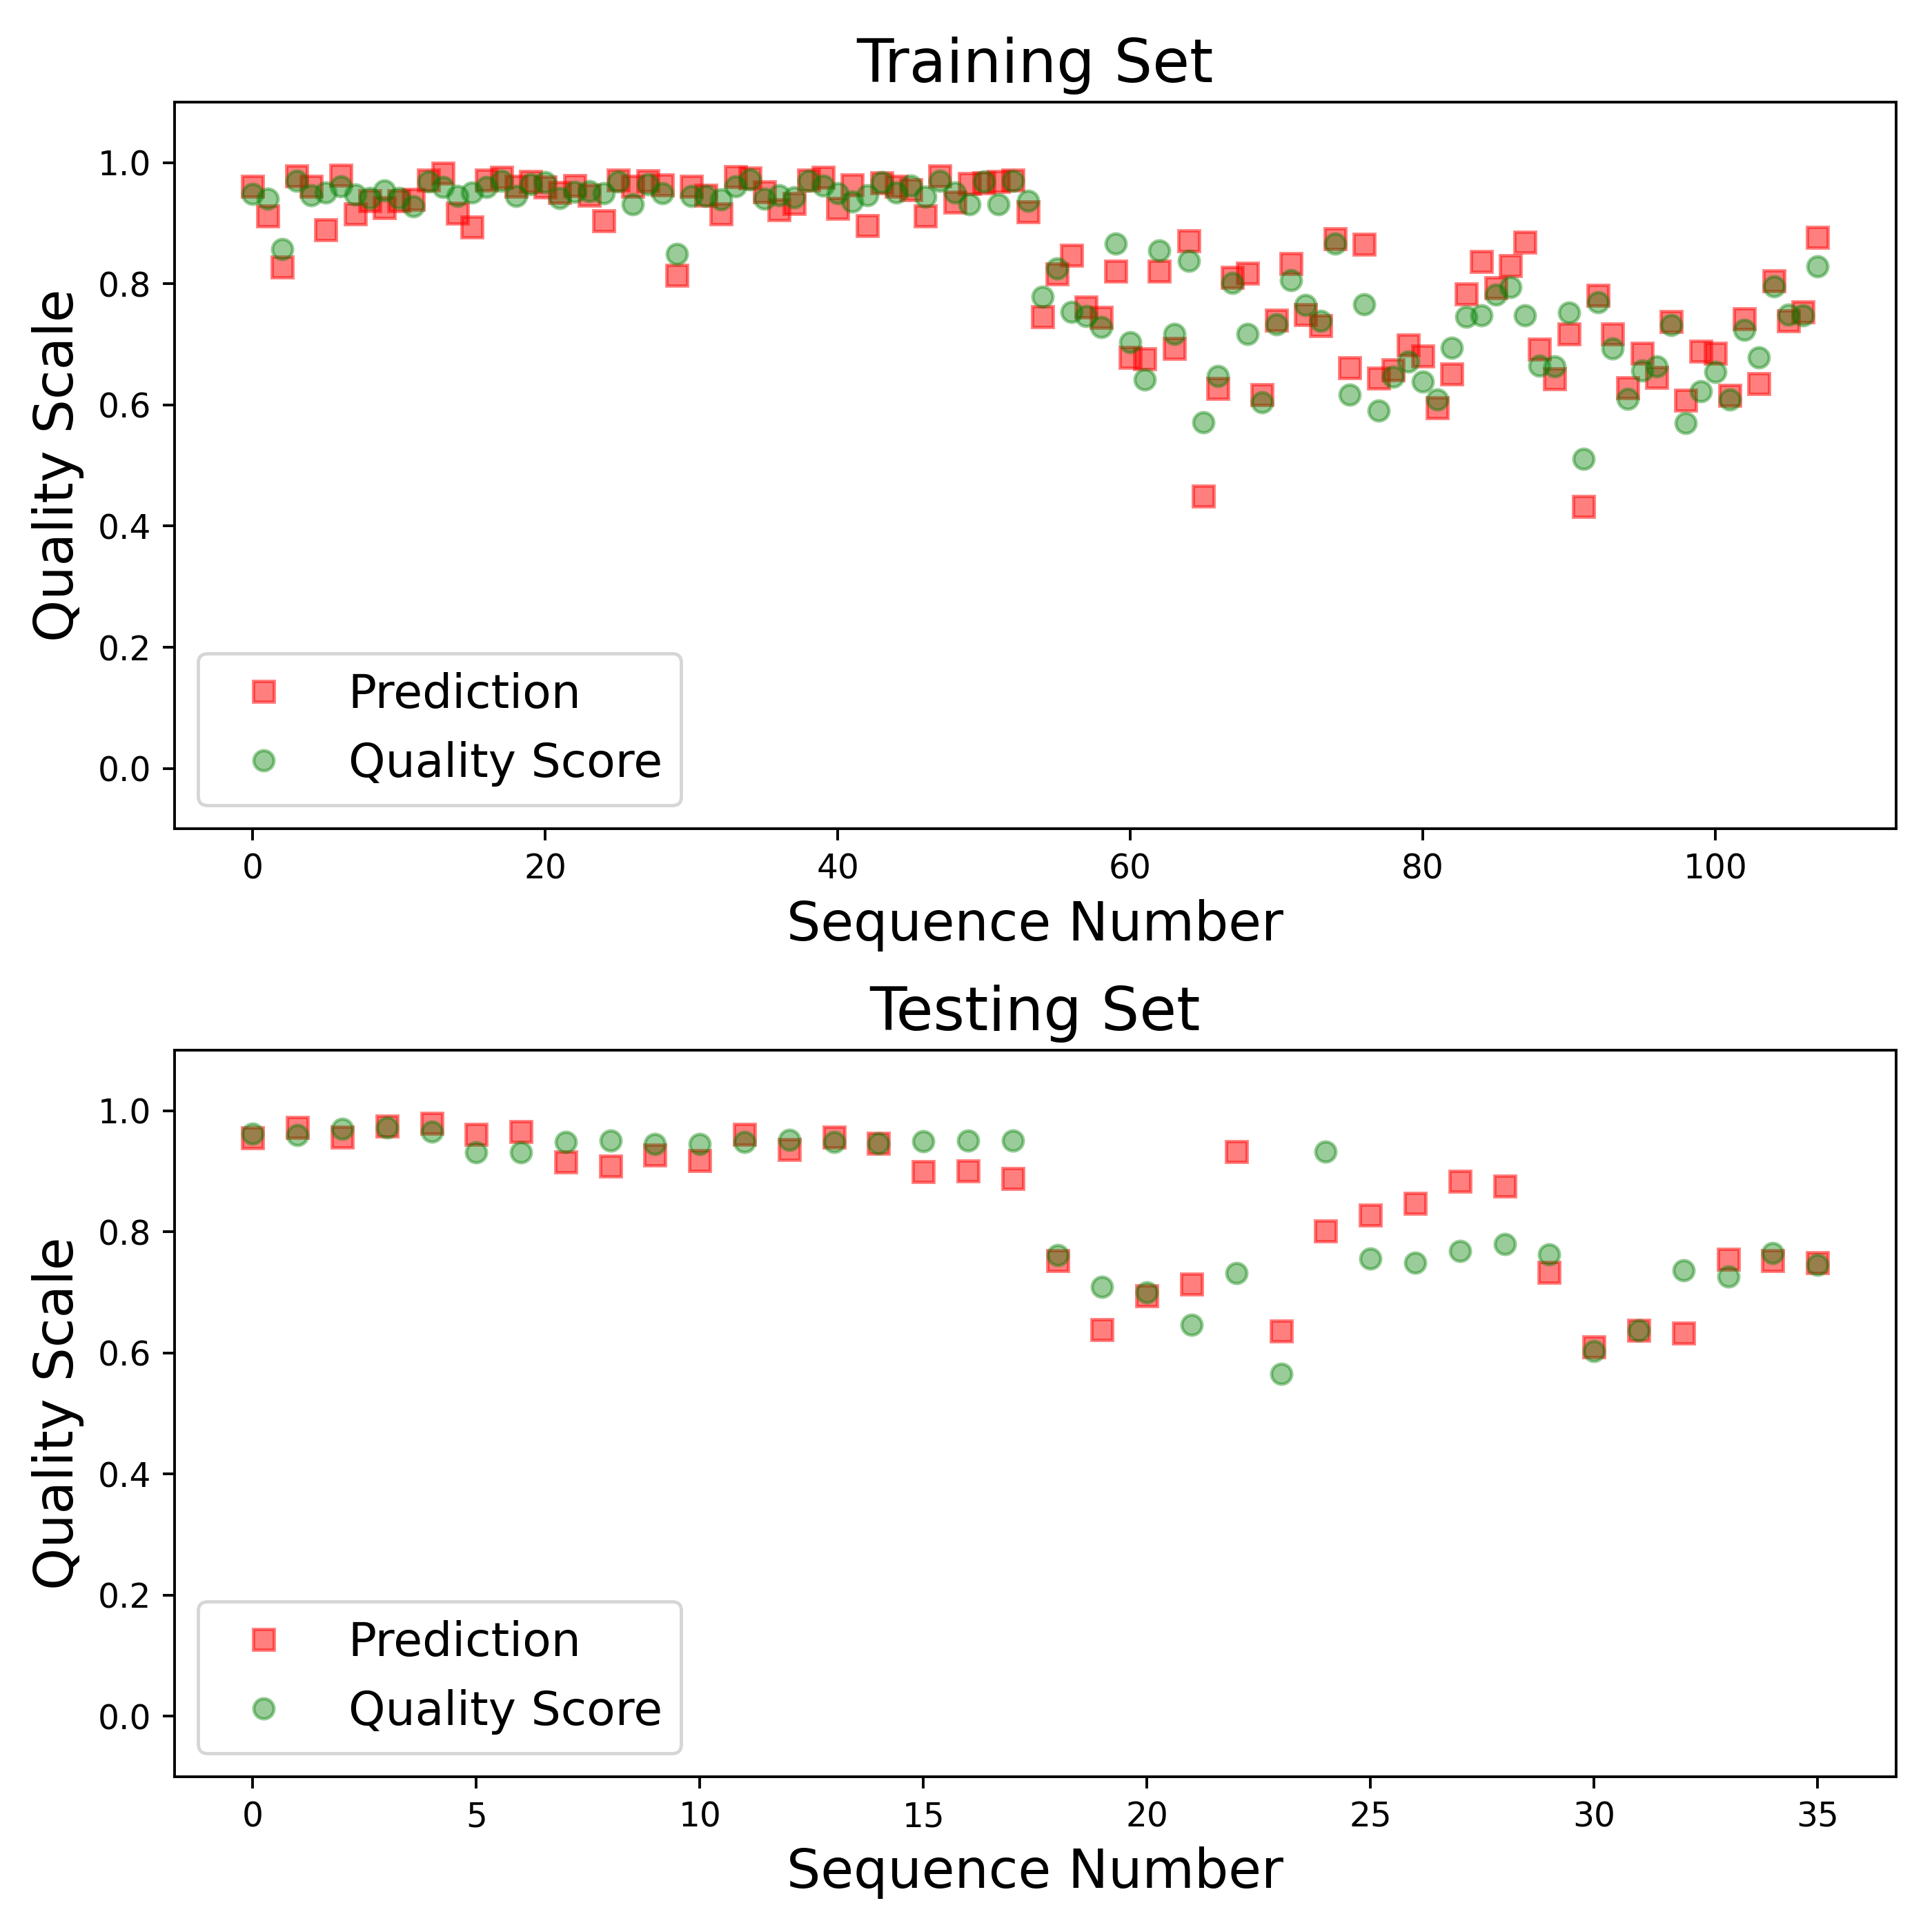 Training Set
Quality Scale
1.0
0.8
0.6
0.4
0.2
0.0
Prediction
Quality Score
0 20 40 60 80 100
Sequence Number
Testing Set
Quality Scale
1.0
0.8
0.6
0.4
0.2
0.0
Prediction
Quality Score
0 5 10 15 20 25 30 35
Sequence Number